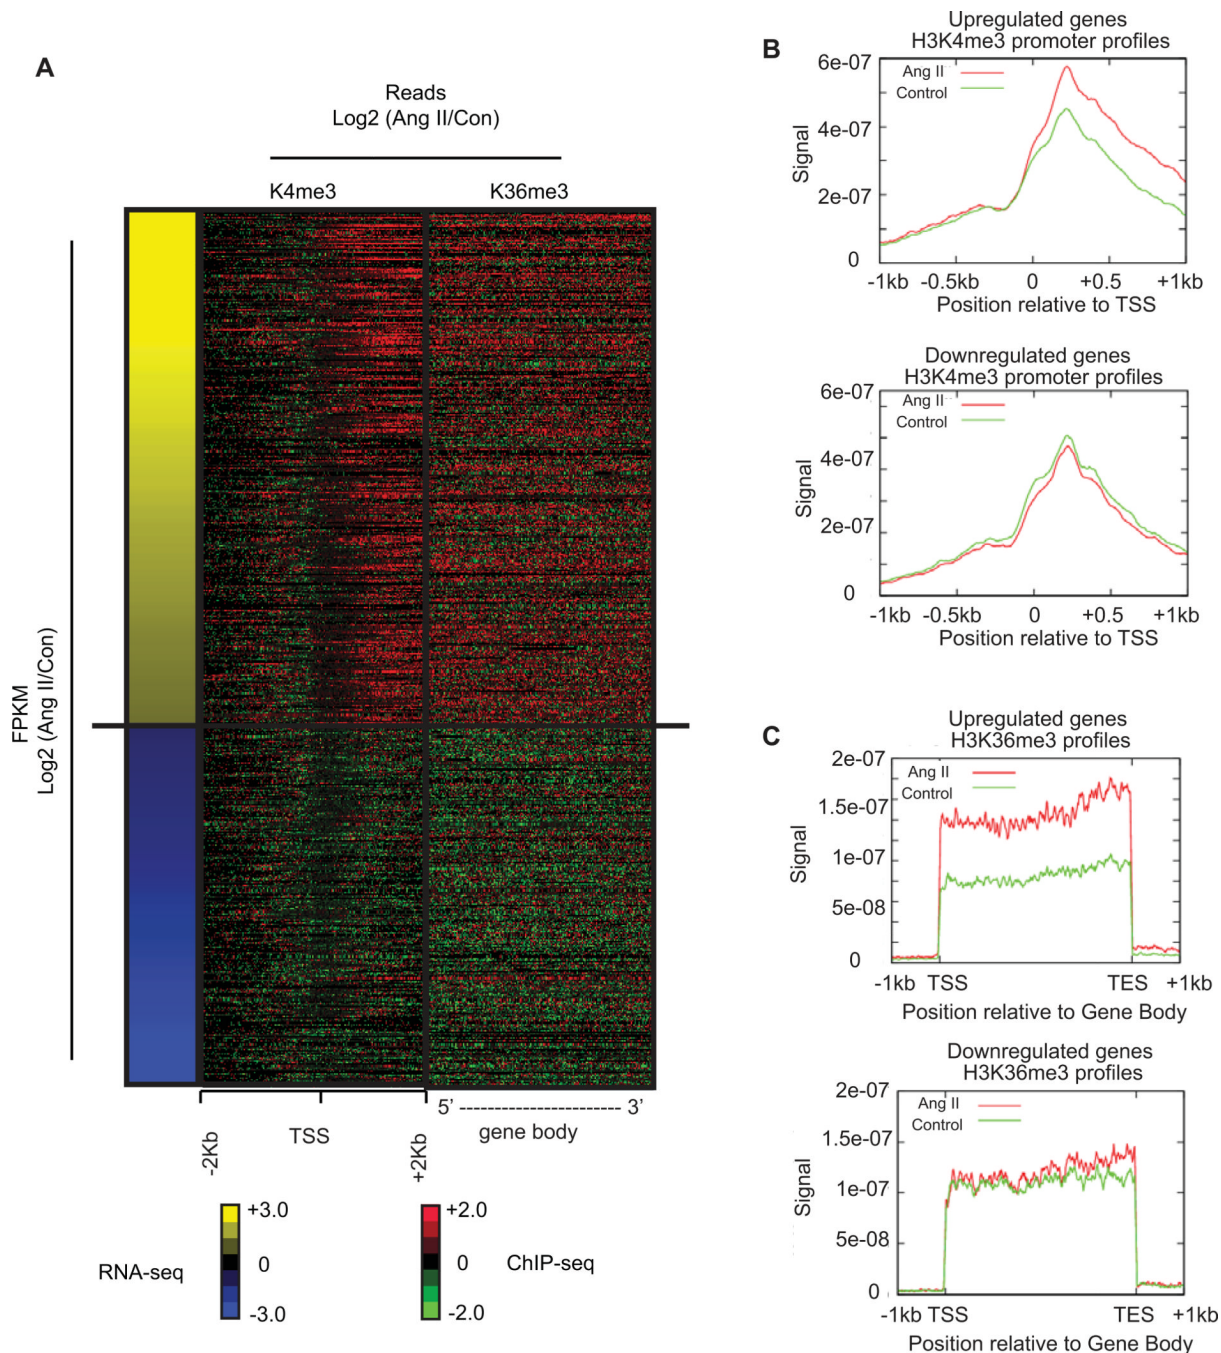 A
Reads
Log2 (Ang II/Con)
K4me3
K36me3
FPKM
Log2 (Ang II/Con)
-2Kb
TSS
+2Kb
5’ ----------------------- 3’
gene body
RNA-seq
+3.0
0
-3.0
+2.0
0
-2.0
ChIP-seq
B
Upregulated genes
H3K4me3 promoter profiles
Ang II
Control
Signal
6e-07
4e-07
2e-07
0
-1kb -0.5kb 0 +0.5 +1kb
Position relative to TSS
Downregulated genes
H3K4me3 promoter profiles
Ang II
Control
Signal
6e-07
4e-07
2e-07
0
-1kb -0.5kb 0 +0.5 +1kb
Position relative to TSS
C
Upregulated genes
H3K36me3 profiles
Ang II
Control
Signal
2e-07
1.5e-07
1e-07
5e-08
0
-1kb TSS TES +1kb
Position relative to Gene Body
Downregulated genes
H3K36me3 profiles
Ang II
Control
Signal
2e-07
1.5e-07
1e-07
5e-08
0
-1kb TSS TES +1kb
Position relative to Gene Body